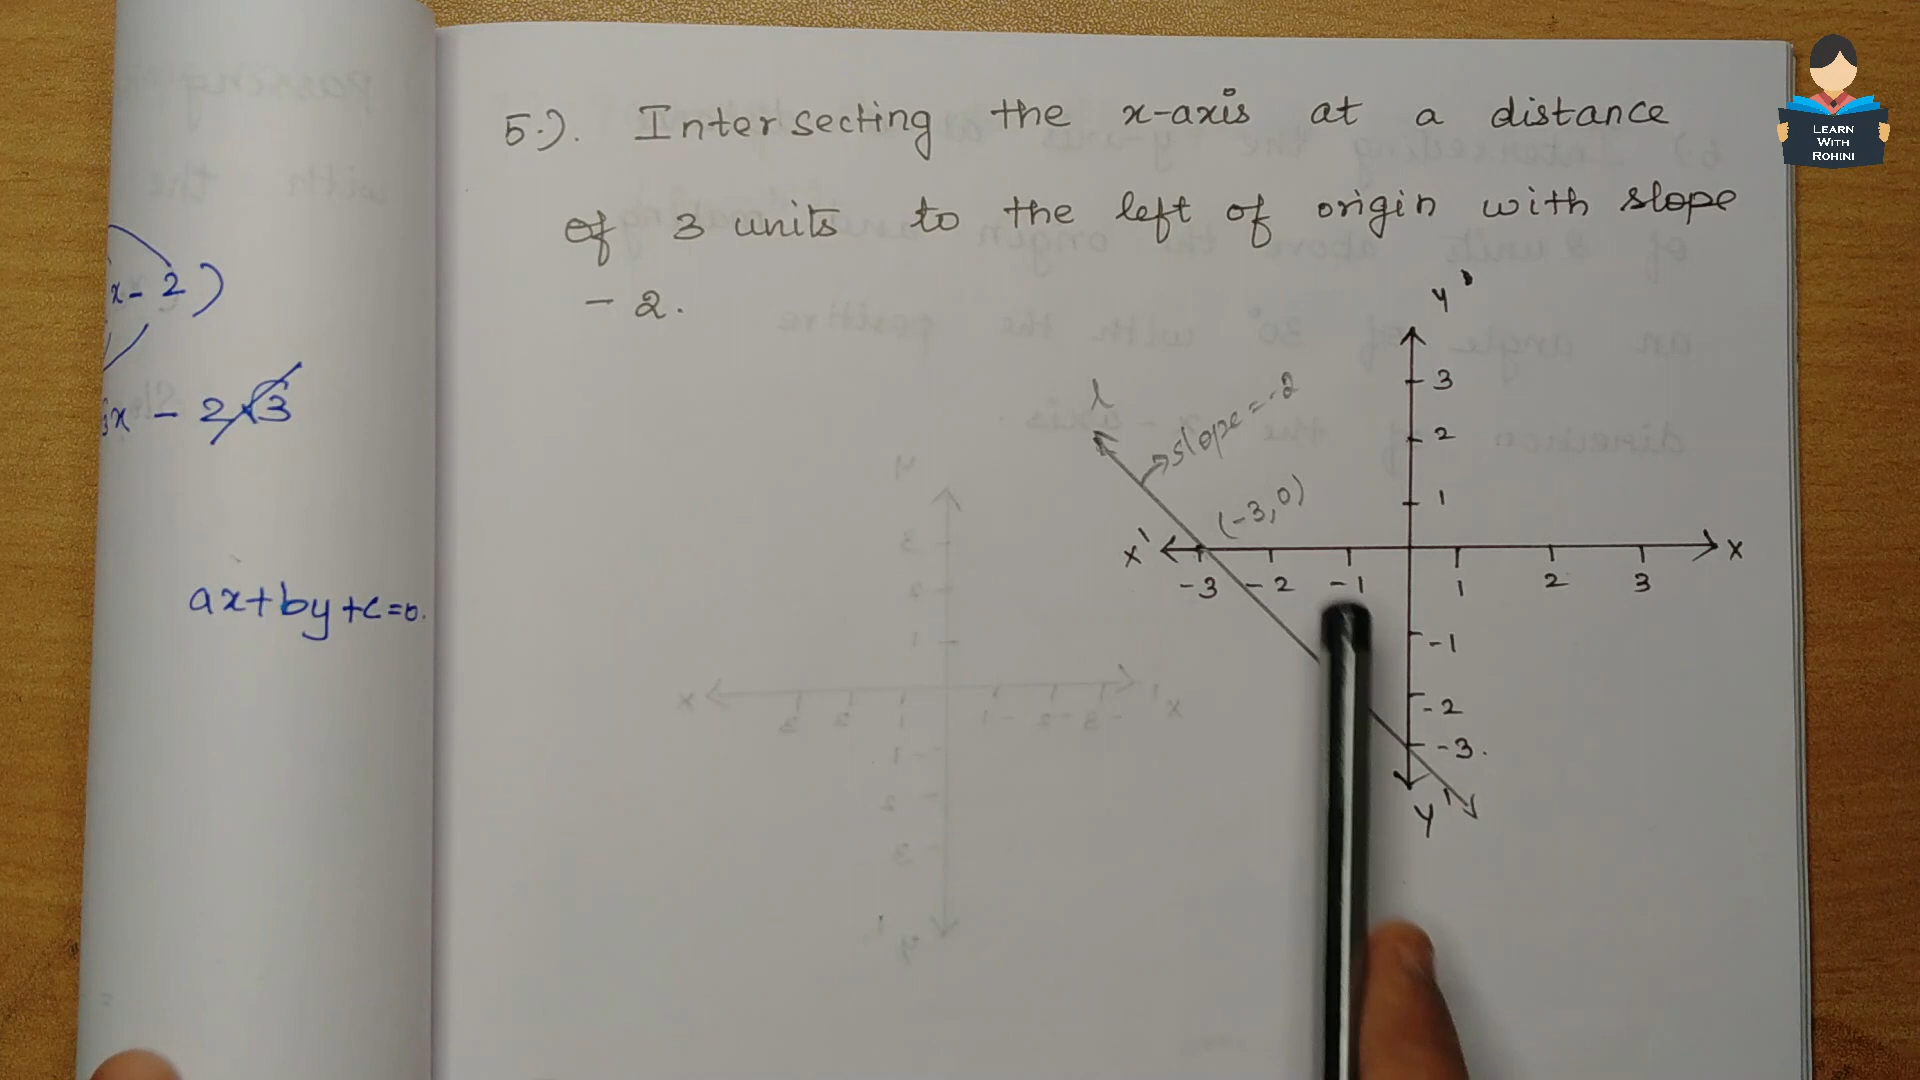 5.). Intersecting the x-axis at a distance
of 3 units to the left of origin with slope
- 2.
LEARN
With
ROHINI
x - 2 )
x - 2√3
ax+by+c=0.
Y'
3
2
1
l
slope = -2
(-3,0)
X'
X
-3 -2 -1 1 2 3
-1
-2
-3.
Y'